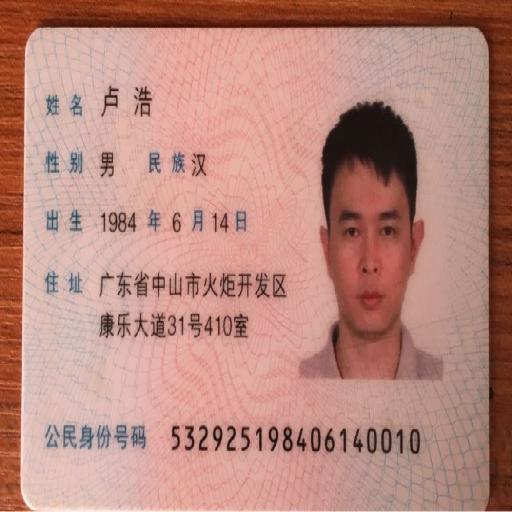 姓名 卢浩
性别 男 民族 汉
出生 1984 年 6 月 14 日
住址 广东省中山市火炬开发区
康乐大道31号410室
公民身份号码 532925198406140010